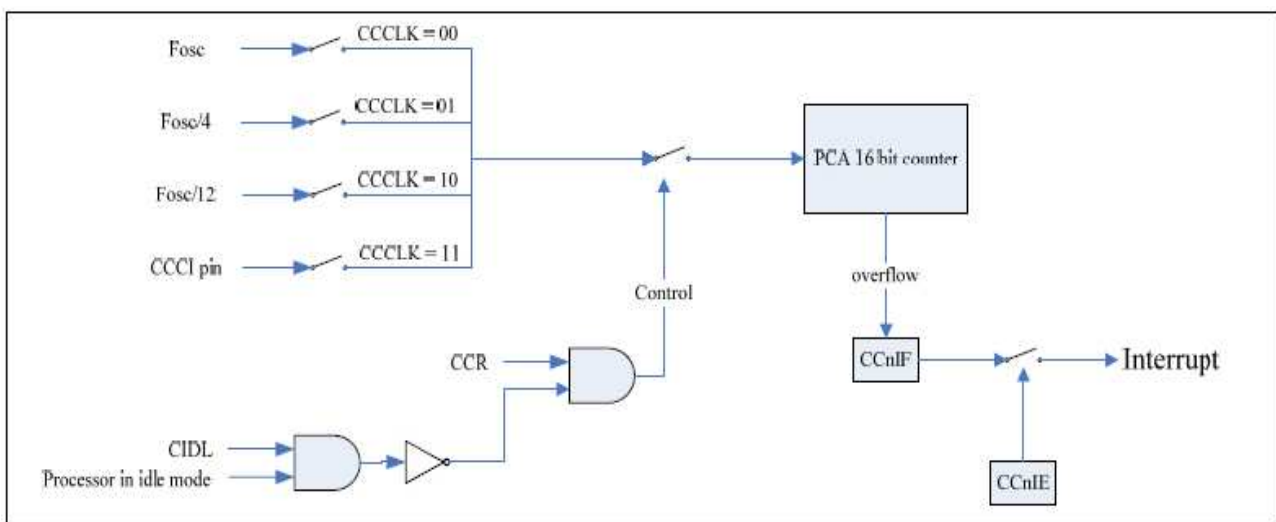 Fosc
CCCLK = 00
Fosc/4
CCCLK = 01
PCA 16 bit counter
Fosc/12
CCCLK = 10
CCCI pin
CCCLK = 11
overflow
Control
CCR
CCnIF
Interrupt
CIDL
Processor in idle mode
CCnIE